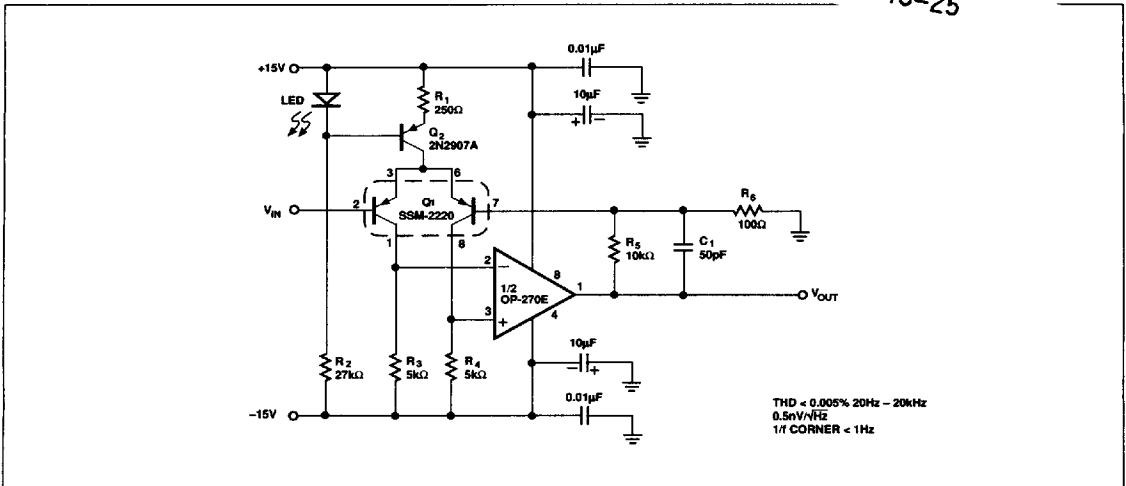 0.01µF
+15V
LED
R1
250Ω
10µF
+ −
Q2
2N2907A
3 6
VIN
2
Q1
SSM-2220
7
R6
100Ω
1 8
R5
10kΩ
C1
50pF
2 −
8
1/2
OP-270E
1
VOUT
3 +
4
R2
27kΩ
R3
5kΩ
R4
5kΩ
10µF
− +
0.01µF
−15V
THD < 0.005% 20Hz – 20kHz
0.5nV/√Hz
1/f CORNER < 1Hz